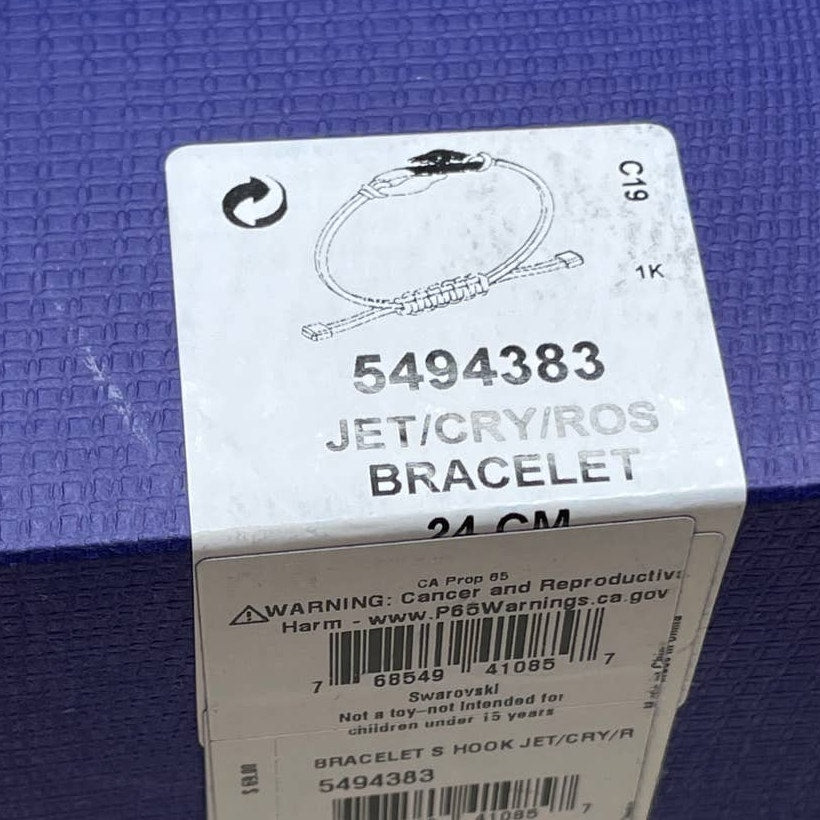 C19
1K
5494383
JET/CRY/ROS
BRACELET
24 CM
CA Prop 65
WARNING: Cancer and Reproductive
Harm - www.P65Warnings.ca.gov
7 68549 41085 7
Swarovski
Not a toy-not intended for
children under 15 years
BRACELET S HOOK JET/CRY/R
5494383
41085 7